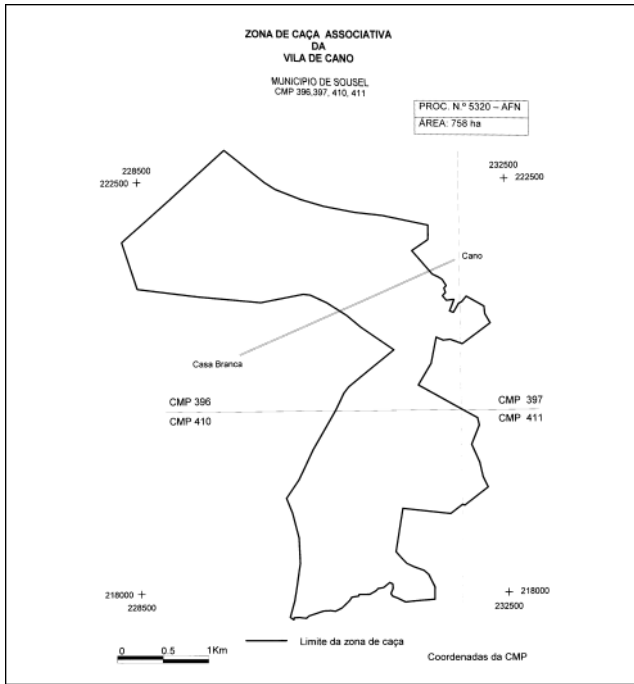 ZONA DE CAÇA ASSOCIATIVA
DA
VILA DE CANO
MUNICIPIO DE SOUSEL
CMP 396,397, 410, 411
PROC. N.º 5320 – AFN
ÁREA: 758 ha
228500
222500
232500
222500
Cano
Casa Branca
CMP 396
CMP 397
CMP 410
CMP 411
218000
228500
218000
232500
0 0.5 1Km
Limite da zona de caça
Coordenadas da CMP